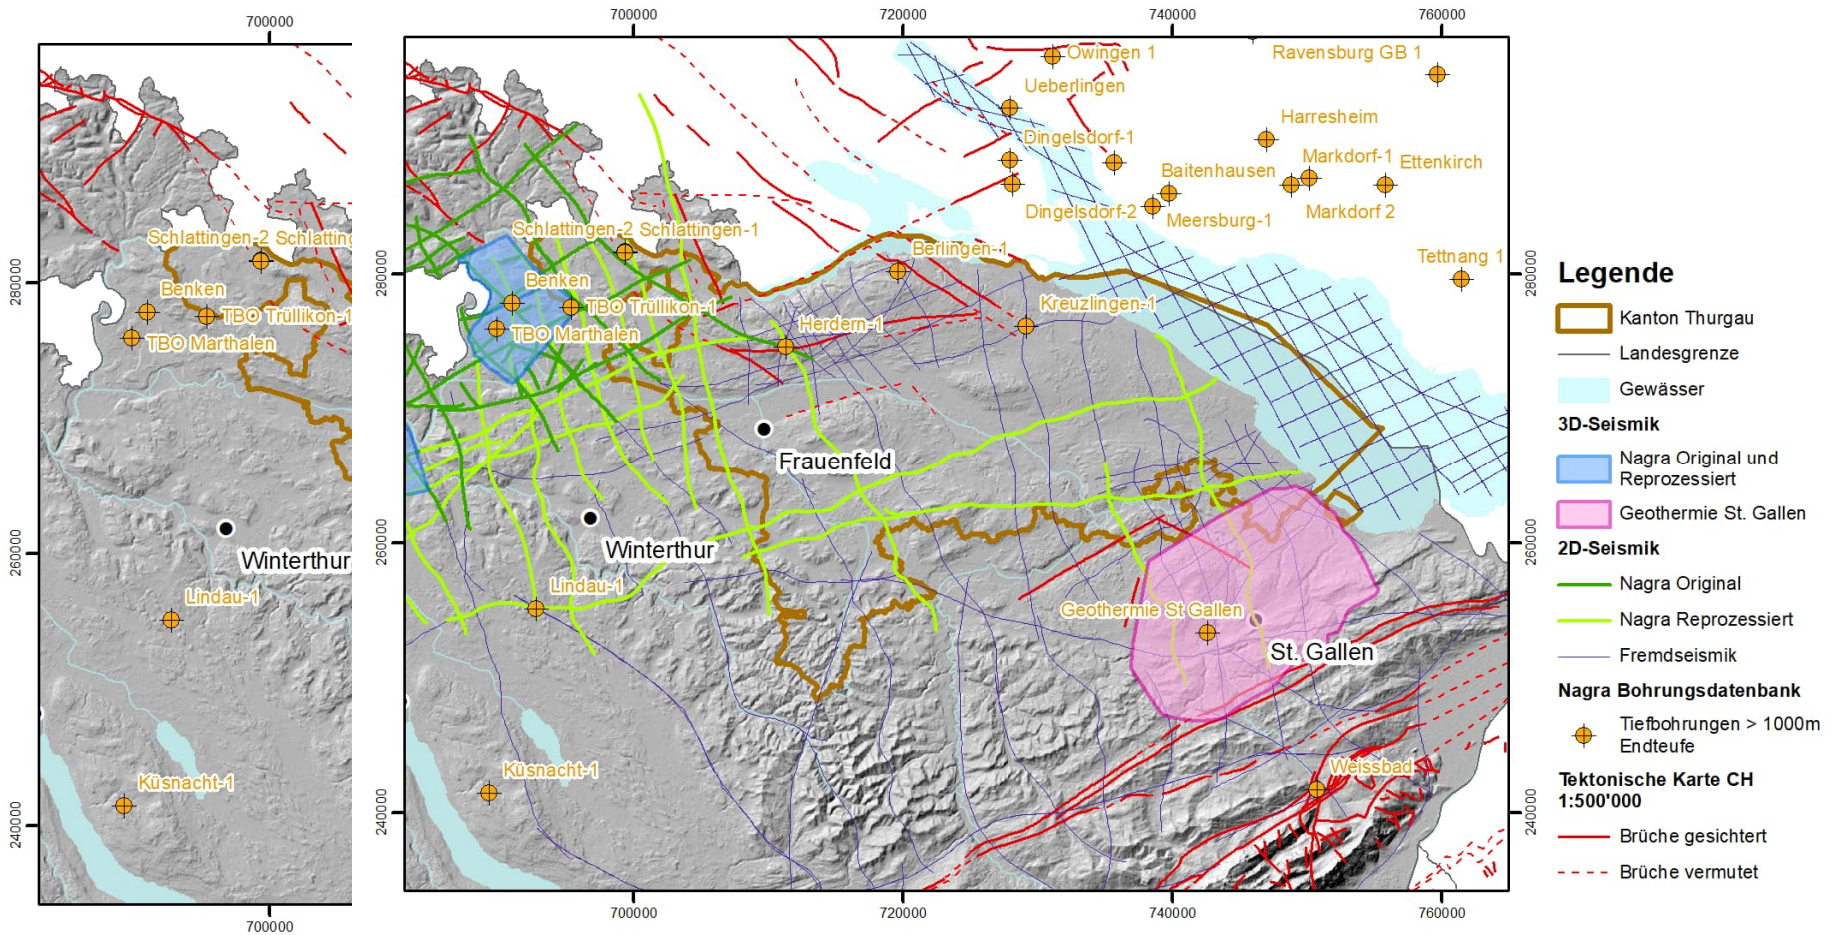 700000
280000
260000
240000
700000
Schlattingen-2
Schlatting
Benken
TBO Trüllikon-1
TBO Marthalen
Winterthur
Lindau-1
Küsnacht-1
700000
720000
740000
760000
280000
260000
240000
280000
260000
240000
700000
720000
740000
760000
Owingen 1
Ravensburg GB 1
Ueberlingen
Harresheim
Dingelsdorf-1
Markdorf-1
Ettenkirch
Baitenhausen
Dingelsdorf-2
Meersburg-1
Markdorf 2
Schlattingen-2
Schlattingen-1
Berlingen-1
Tettnang 1
Benken
TBO Trüllikon-1
Kreuzlingen-1
TBO Marthalen
Herdern-1
Frauenfeld
Winterthur
Lindau-1
Geothermie St Gallen
St. Gallen
Küsnacht-1
Weissbad
Legende
Kanton Thurgau
Landesgrenze
Gewässer
3D-Seismik
Nagra Original und
Reprozessiert
Geothermie St. Gallen
2D-Seismik
Nagra Original
Nagra Reprozessiert
Fremdseismik
Nagra Bohrungsdatenbank
Tiefbohrungen > 1000m
Endteufe
Tektonische Karte CH
1:500'000
Brüche gesichtert
Brüche vermutet